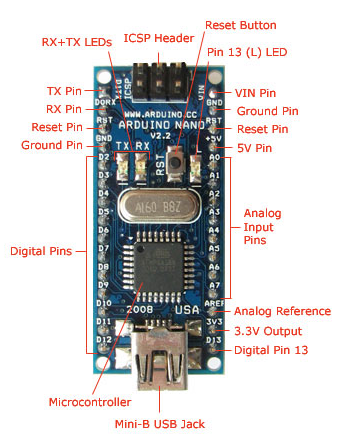 Reset Button
ICSP Header
RX+TX LEDs
Pin 13 (L) LED
TX Pin
RX Pin
Reset Pin
Ground Pin
Digital Pins
VIN Pin
Ground Pin
Reset Pin
5V Pin
Analog
Input
Pins
Analog Reference
3.3V Output
Digital Pin 13
Microcontroller
Mini-B USB Jack
ICSP
D1TX
VIN
D0RX
GND
RST
RST
GND
+5V
WWW.ARDUINO.CC
ARDUINO NANO
V2.2
TX RX
RST
D2
D3
D4
D5
D6
D7
D8
D9
D10
D11
D12
A0
A1
A2
A3
A4
A5
A6
A7
AREF
3V3
D13
A160 B8Z
2008 USA